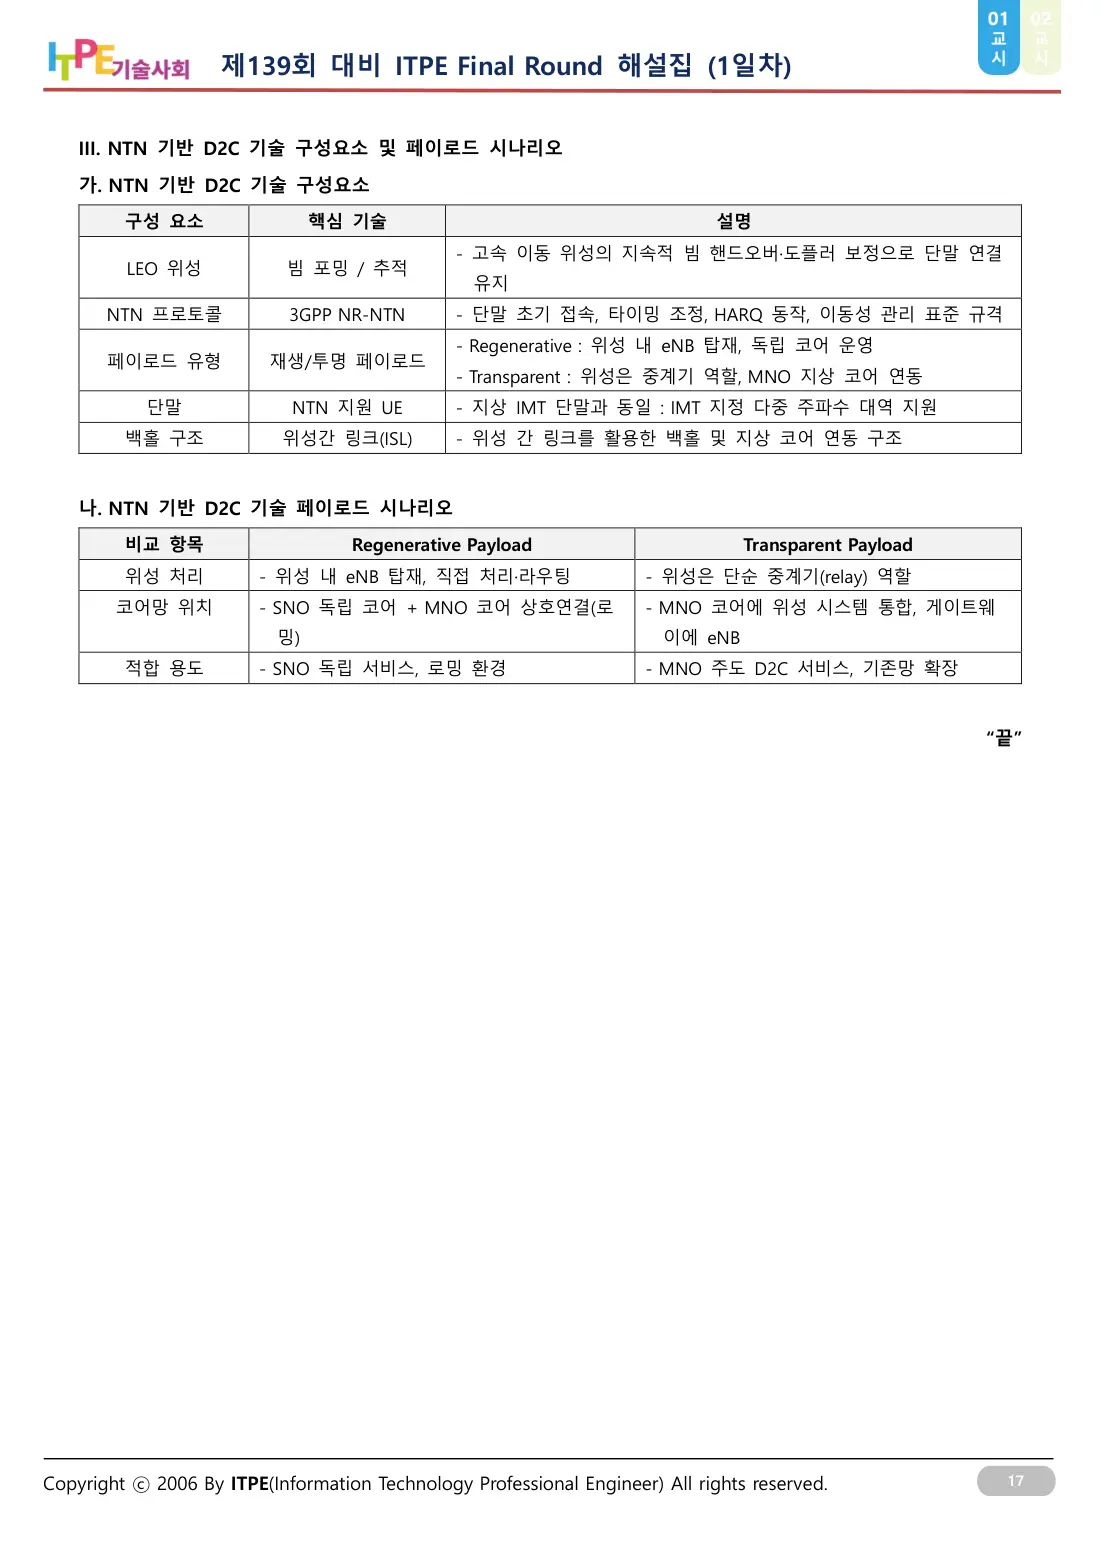 01
교
시
02
교
시
ITPE기술사회 제139회 대비 ITPE Final Round 해설집 (1일차)
III. NTN 기반 D2C 기술 구성요소 및 페이로드 시나리오
가. NTN 기반 D2C 기술 구성요소
구성 요소 핵심 기술 설명
LEO 위성 빔 포밍 / 추적 - 고속 이동 위성의 지속적 빔 핸드오버·도플러 보정으로 단말 연결
유지
NTN 프로토콜 3GPP NR-NTN - 단말 초기 접속, 타이밍 조정, HARQ 동작, 이동성 관리 표준 규격
페이로드 유형 재생/투명 페이로드 - Regenerative : 위성 내 eNB 탑재, 독립 코어 운영
- Transparent : 위성은 중계기 역할, MNO 지상 코어 연동
단말 NTN 지원 UE - 지상 IMT 단말과 동일 : IMT 지정 다중 주파수 대역 지원
백홀 구조 위성간 링크(ISL) - 위성 간 링크를 활용한 백홀 및 지상 코어 연동 구조
나. NTN 기반 D2C 기술 페이로드 시나리오
비교 항목 Regenerative Payload Transparent Payload
위성 처리 - 위성 내 eNB 탑재, 직접 처리·라우팅 - 위성은 단순 중계기(relay) 역할
코어망 위치 - SNO 독립 코어 + MNO 코어 상호연결(로 - MNO 코어에 위성 시스템 통합, 게이트웨
밍) 이에 eNB
적합 용도 - SNO 독립 서비스, 로밍 환경 - MNO 주도 D2C 서비스, 기존망 확장
“끝”
Copyright ⓒ 2006 By ITPE(Information Technology Professional Engineer) All rights reserved.
17